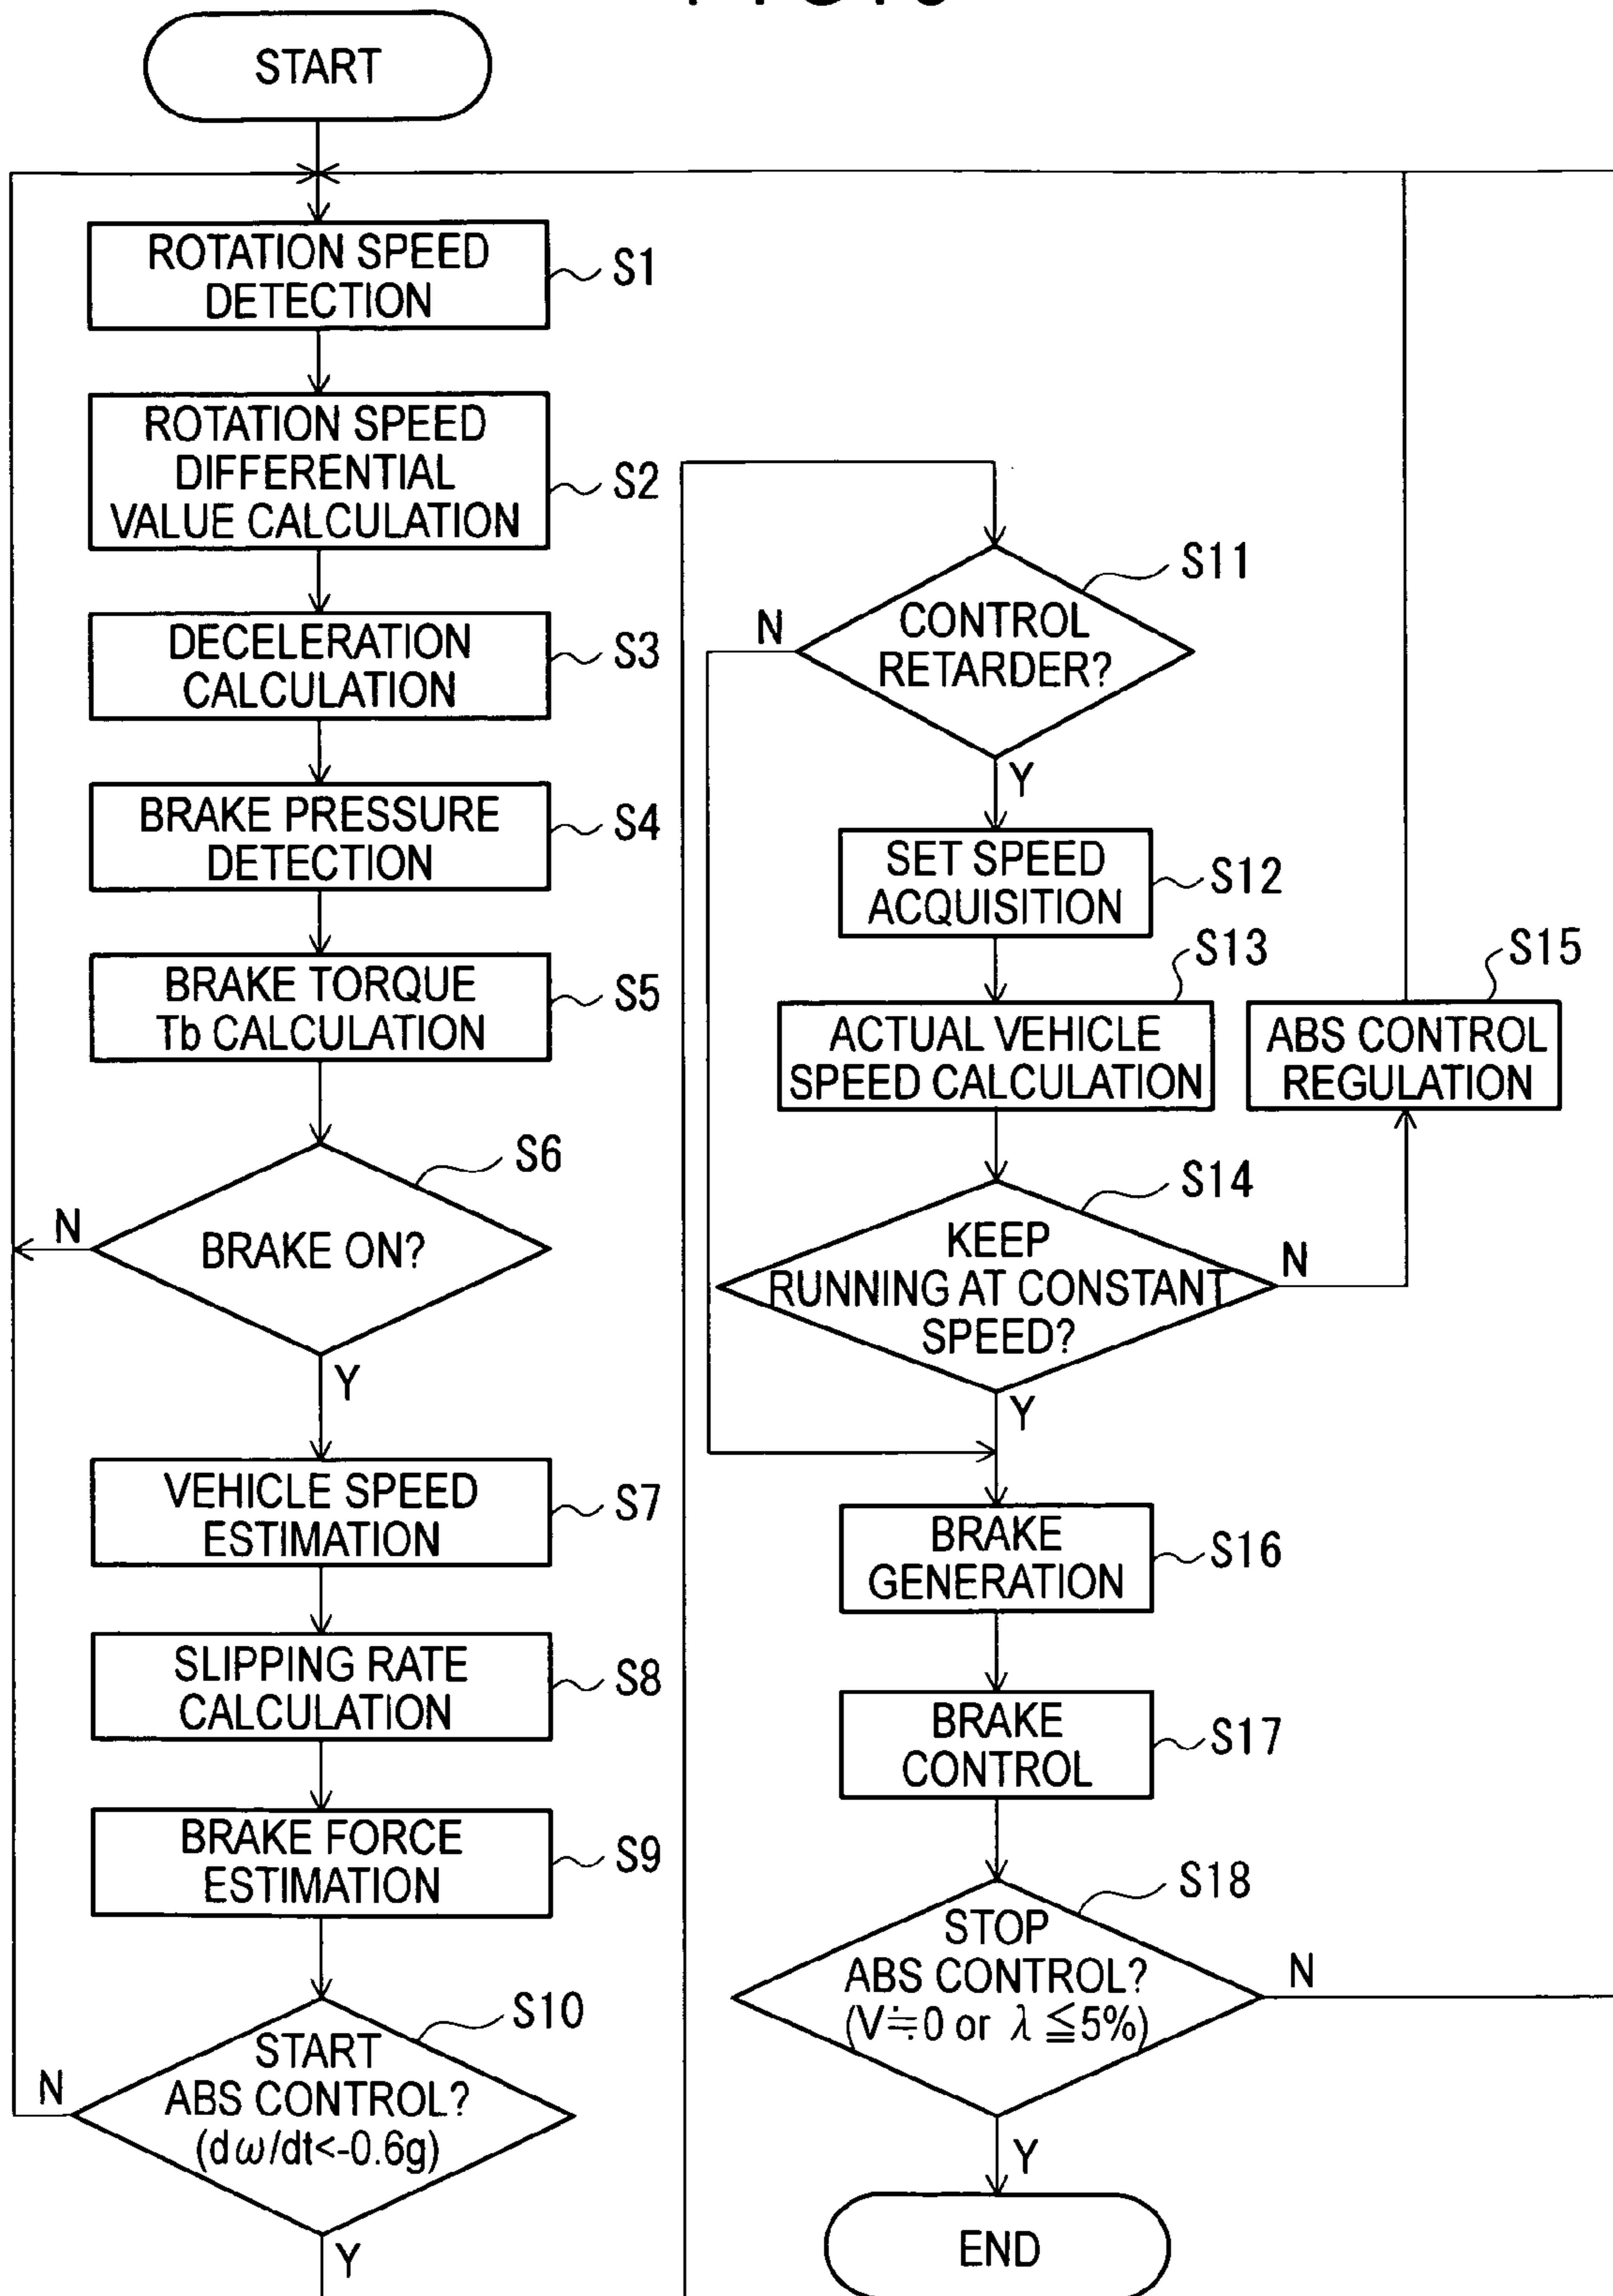 START
ROTATION SPEED
DETECTION
S1
ROTATION SPEED
DIFFERENTIAL
VALUE CALCULATION
S2
DECELERATION
CALCULATION
S3
BRAKE PRESSURE
DETECTION
S4
BRAKE TORQUE
Tb CALCULATION
S5
BRAKE ON?
S6
N
Y
VEHICLE SPEED
ESTIMATION
S7
SLIPPING RATE
CALCULATION
S8
BRAKE FORCE
ESTIMATION
S9
START
ABS CONTROL?
(dω/dt<-0.6g)
S10
N
Y
CONTROL
RETARDER?
S11
N
Y
SET SPEED
ACQUISITION
S12
ACTUAL VEHICLE
SPEED CALCULATION
S13
KEEP
RUNNING AT CONSTANT
SPEED?
S14
N
Y
ABS CONTROL
REGULATION
S15
BRAKE
GENERATION
S16
BRAKE
CONTROL
S17
STOP
ABS CONTROL?
(V≒0 or λ≦5%)
S18
N
Y
END